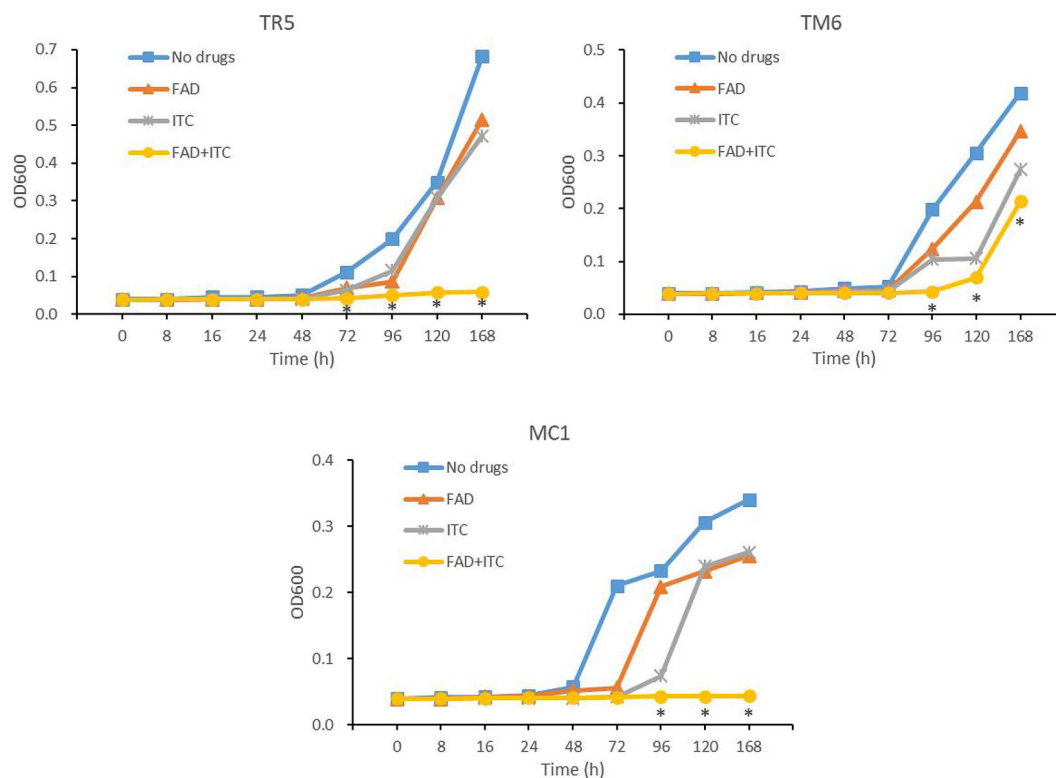 TR5
No drugs
FAD
ITC
FAD+ITC
OD600
0.7
0.6
0.5
0.4
0.3
0.2
0.1
0.0
* * * *
0 8 16 24 48 72 96 120 168
Time (h)
TM6
No drugs
FAD
ITC
FAD+ITC
OD600
0.5
0.4
0.3
0.2
0.1
0.0
* * *
0 8 16 24 48 72 96 120 168
Time (h)
MC1
No drugs
FAD
ITC
FAD+ITC
OD600
0.4
0.3
0.2
0.1
0.0
* * *
0 8 16 24 48 72 96 120 168
Time (h)